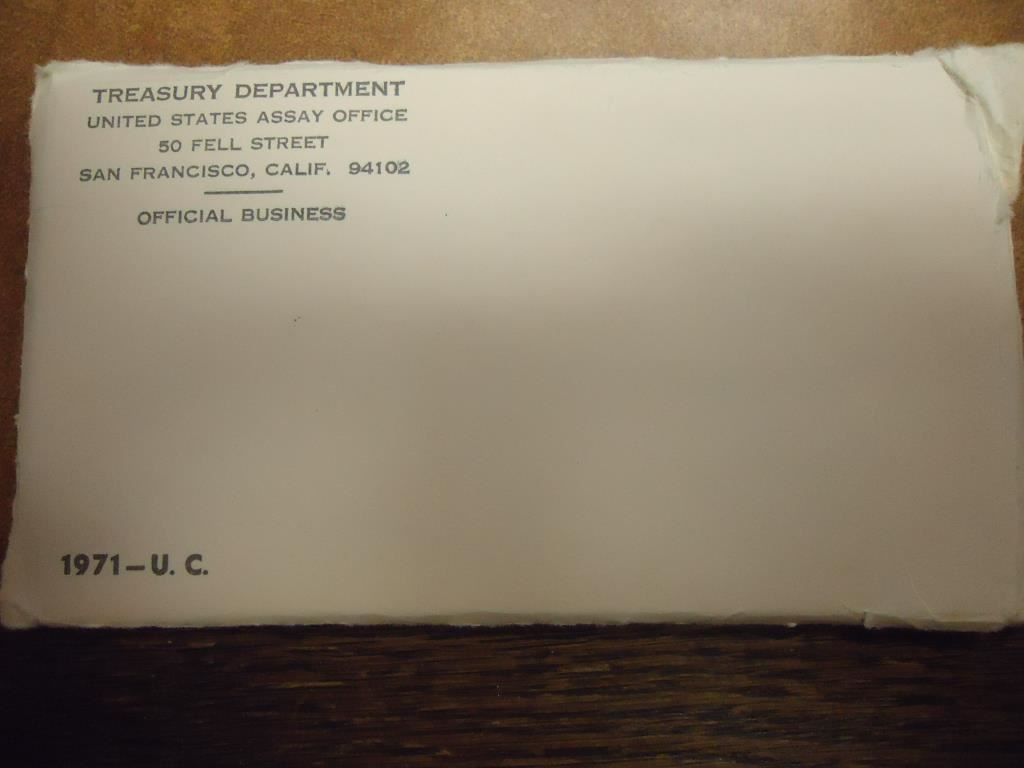 TREASURY DEPARTMENT
UNITED STATES ASSAY OFFICE
50 FELL STREET
SAN FRANCISCO, CALIF. 94102
OFFICIAL BUSINESS
1971-U. C.